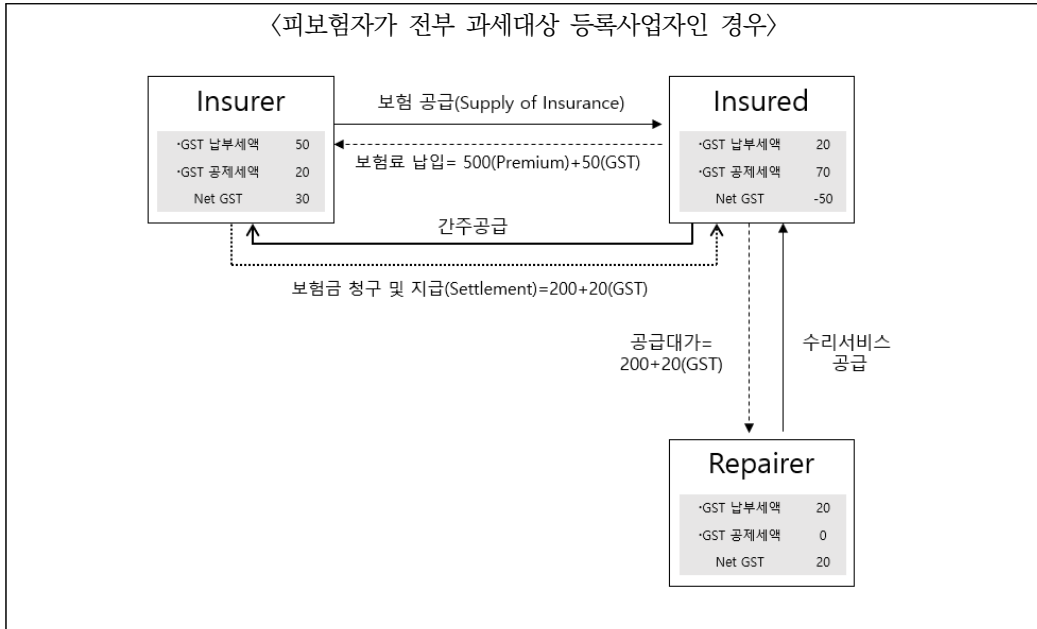 〈피보험자가 전부 과세대상 등록사업자인 경우〉
Insurer
·GST 납부세액 50
·GST 공제세액 20
Net GST 30
보험 공급(Supply of Insurance)
보험료 납입= 500(Premium)+50(GST)
Insured
·GST 납부세액 20
·GST 공제세액 70
Net GST -50
간주공급
보험금 청구 및 지급(Settlement)=200+20(GST)
공급대가=
200+20(GST)
수리서비스
공급
Repairer
·GST 납부세액 20
·GST 공제세액 0
Net GST 20